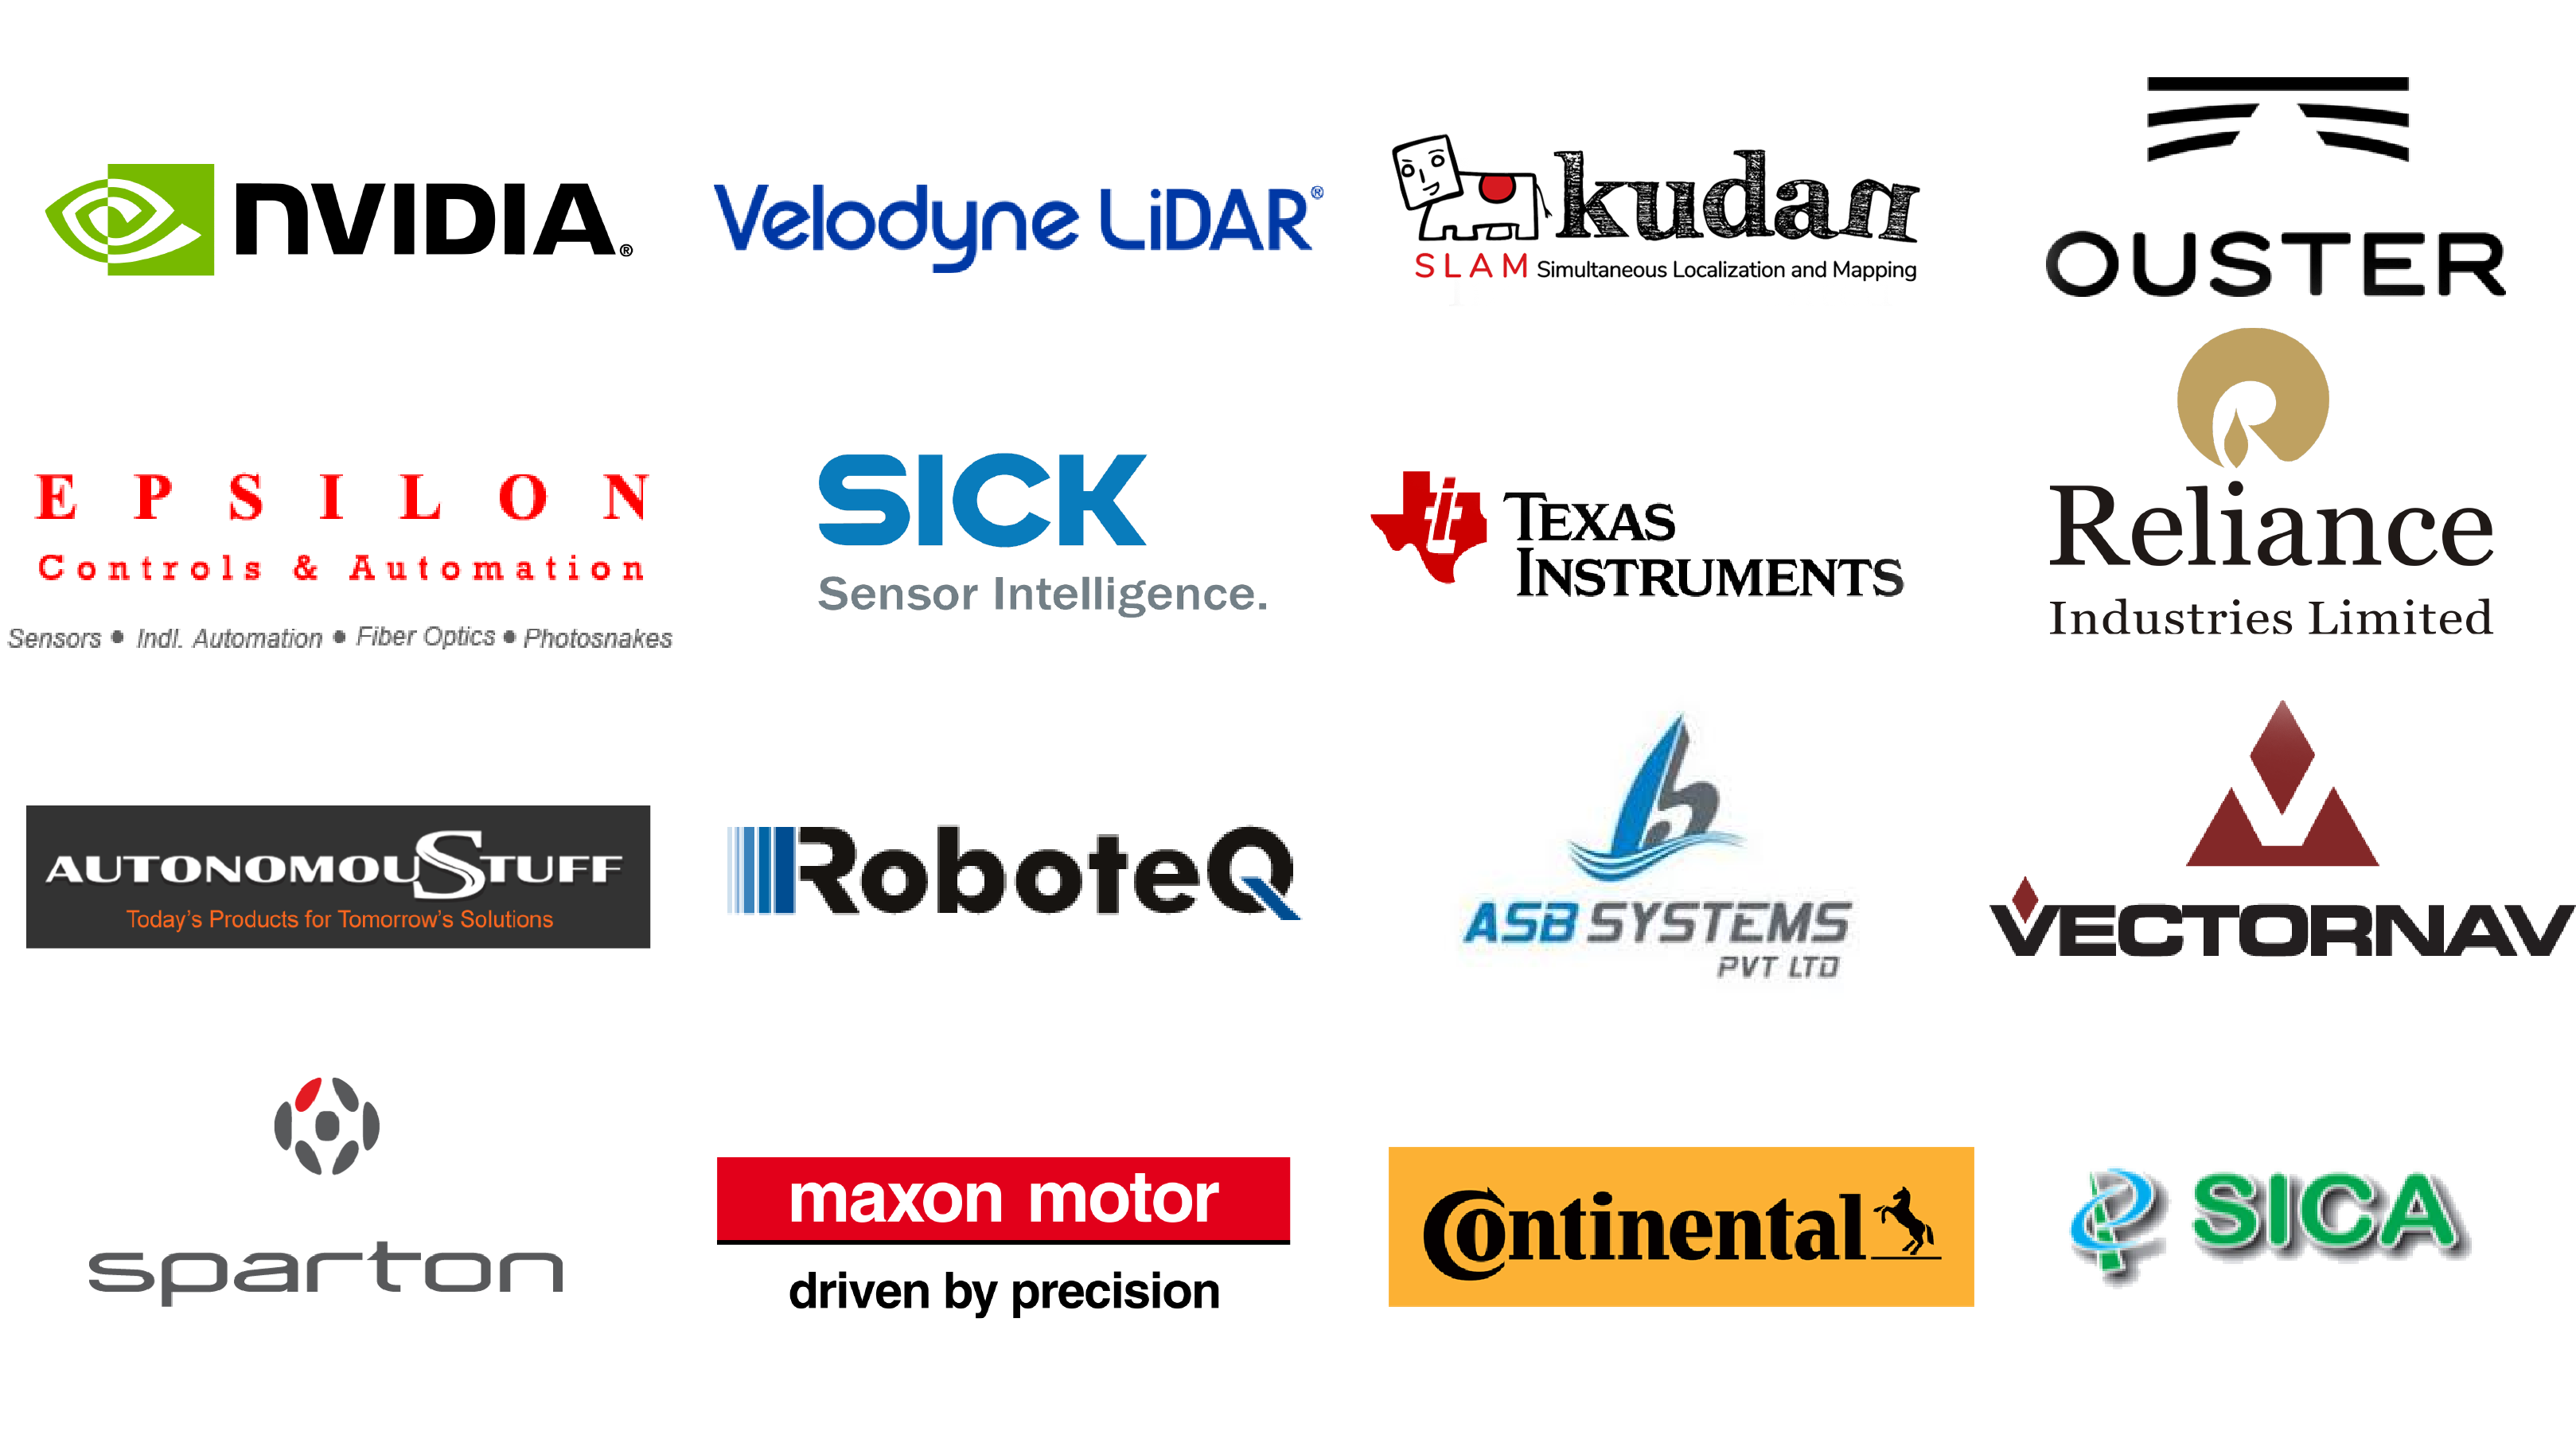 NVIDIA®
Velodyne LiDAR®
kudan
SLAM Simultaneous Localization and Mapping
OUSTER
EPSILON
Controls & Automation
Sensors • Indl. Automation • Fiber Optics • Photosnakes
SICK
Sensor Intelligence.
TEXAS
INSTRUMENTS
Reliance
Industries Limited
AUTONOMOUSTUFF
Today's Products for Tomorrow's Solutions
RoboteQ
ASB SYSTEMS
PVT LTD
VECTORNAV
sparton
maxon motor
driven by precision
Continental
SICA